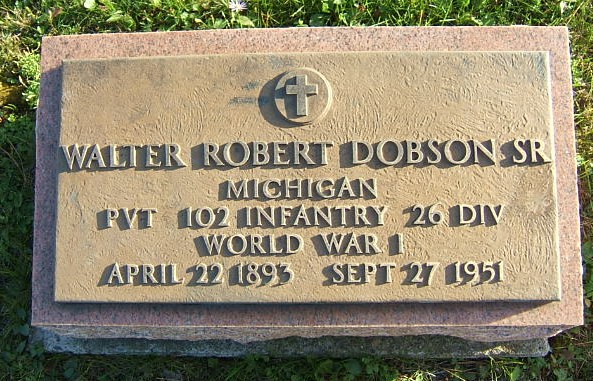 WALTER ROBERT DOBSON SR
MICHIGAN
PVT 102 INFANTRY 26 DIV
WORLD WAR I
APRIL 22 1893 SEPT 27 1951